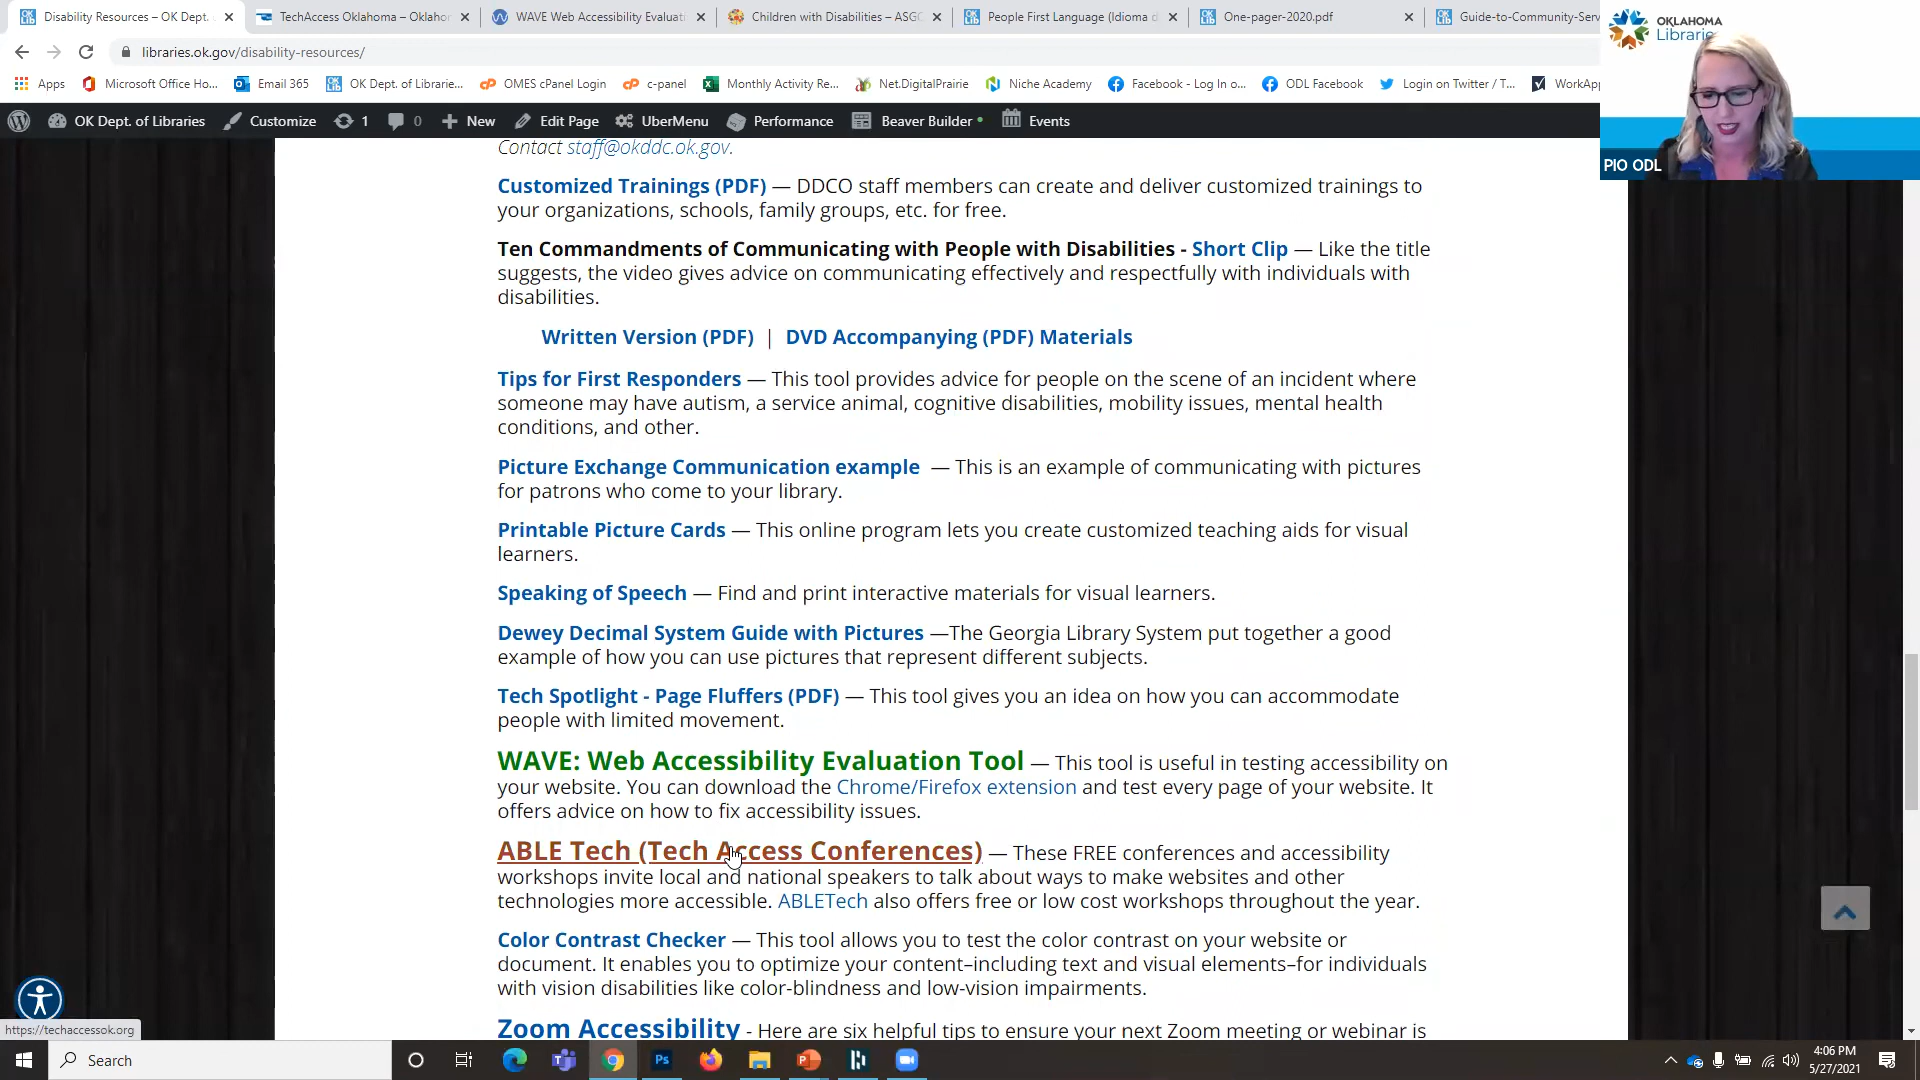 Disability Resources – OK Dept.
TechAccess Oklahoma – Oklahor
WAVE Web Accessibility Evaluati
Children with Disabilities – ASGC
People First Language (Idioma d
One-pager-2020.pdf
Guide-to-Community-Serv
OKLAHOMA
Libraries
libraries.ok.gov/disability-resources/
Apps
Microsoft Office Ho...
Email 365
OK Dept. of Librarie...
OMES cPanel Login
c-panel
Monthly Activity Re...
Net.DigitalPrairie
Niche Academy
Facebook - Log In o...
ODL Facebook
Login on Twitter / T...
WorkApp
OK Dept. of Libraries
Customize
1
0
New
Edit Page
UberMenu
Performance
Beaver Builder
Events
PIO ODL
Contact staff@okddc.ok.gov.
Customized Trainings (PDF) — DDCO staff members can create and deliver customized trainings to
your organizations, schools, family groups, etc. for free.
Ten Commandments of Communicating with People with Disabilities - Short Clip — Like the title
suggests, the video gives advice on communicating effectively and respectfully with individuals with
disabilities.
Written Version (PDF) | DVD Accompanying (PDF) Materials
Tips for First Responders — This tool provides advice for people on the scene of an incident where
someone may have autism, a service animal, cognitive disabilities, mobility issues, mental health
conditions, and other.
Picture Exchange Communication example — This is an example of communicating with pictures
for patrons who come to your library.
Printable Picture Cards — This online program lets you create customized teaching aids for visual
learners.
Speaking of Speech — Find and print interactive materials for visual learners.
Dewey Decimal System Guide with Pictures —The Georgia Library System put together a good
example of how you can use pictures that represent different subjects.
Tech Spotlight - Page Fluffers (PDF) — This tool gives you an idea on how you can accommodate
people with limited movement.
WAVE: Web Accessibility Evaluation Tool — This tool is useful in testing accessibility on
your website. You can download the Chrome/Firefox extension and test every page of your website. It
offers advice on how to fix accessibility issues.
ABLE Tech (Tech Access Conferences) — These FREE conferences and accessibility
workshops invite local and national speakers to talk about ways to make websites and other
technologies more accessible. ABLETech also offers free or low cost workshops throughout the year.
Color Contrast Checker — This tool allows you to test the color contrast on your website or
document. It enables you to optimize your content–including text and visual elements–for individuals
with vision disabilities like color-blindness and low-vision impairments.
Zoom Accessibility - Here are six helpful tips to ensure your next Zoom meeting or webinar is
https://techaccessok.org
Search
4:06 PM
5/27/2021